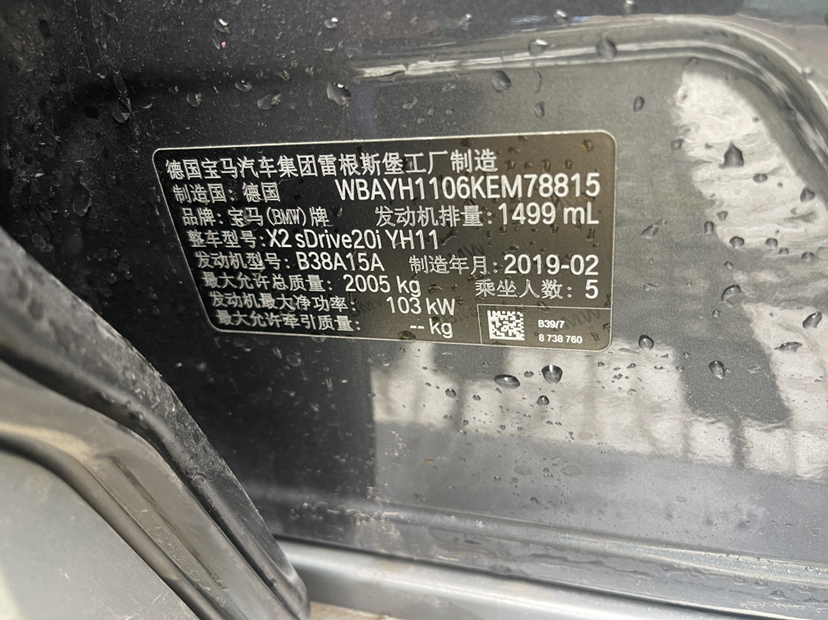 德国宝马汽车集团雷根斯堡工厂制造
制造国：德国 WBAYH1106KEM78815
品牌：宝马(BMW)牌 发动机排量：1499 mL
整车型号：X2 sDrive20i YH11
发动机型号：B38A15A 制造年月：2019-02
最大允许总质量：2005 kg 乘坐人数：5
发动机最大净功率：103 kW
最大允许牵引质量：-- kg
B39/7
8 738 760